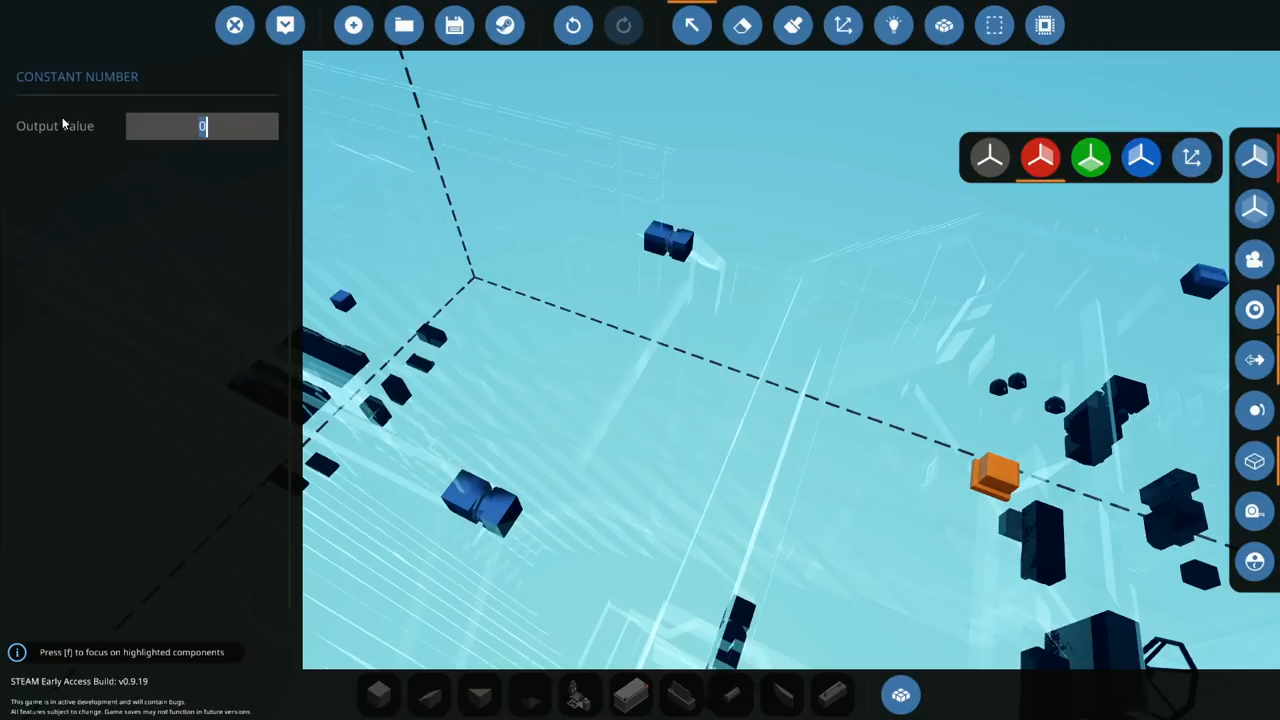 CONSTANT NUMBER
Output value 0
Press [f] to focus on highlighted components
STEAM Early Access Build: v0.9.19
This game is in active development and will contain bugs.
All features subject to change. Game saves may not function in future versions.